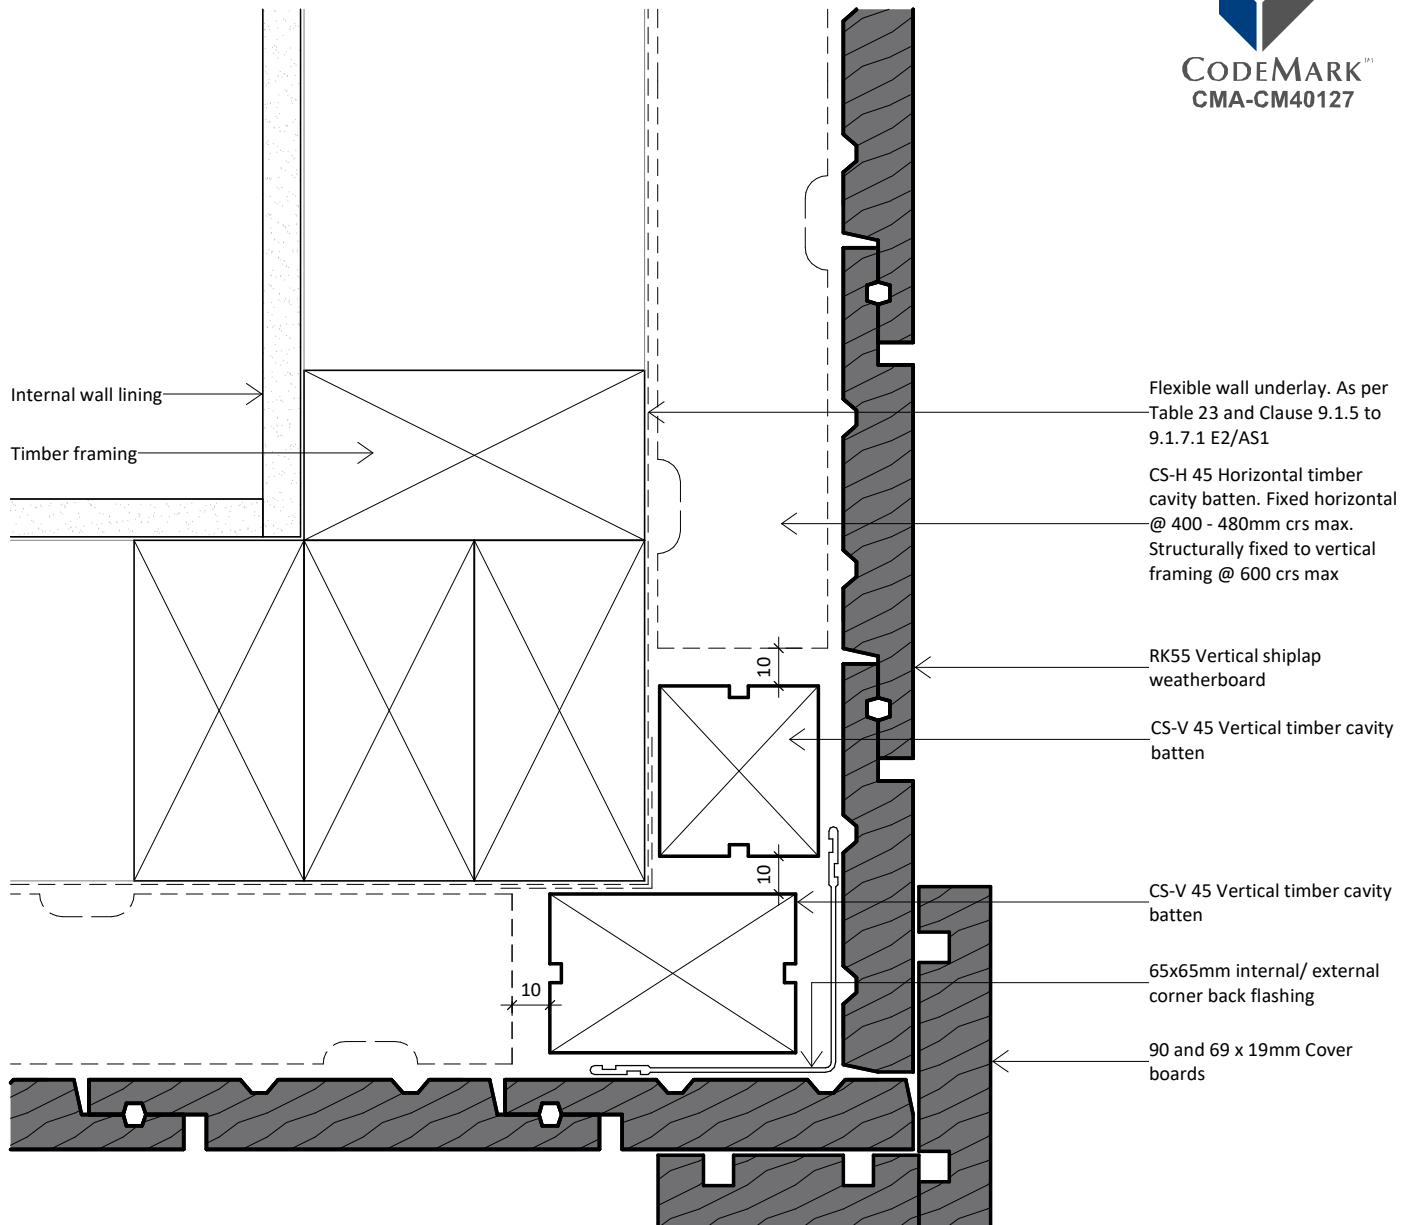 CODEMARK™
CMA-CM40127
Internal wall lining
Timber framing
Flexible wall underlay. As per
Table 23 and Clause 9.1.5 to
9.1.7.1 E2/AS1
CS-H 45 Horizontal timber
cavity batten. Fixed horizontal
@ 400 - 480mm crs max.
Structurally fixed to vertical
framing @ 600 crs max
10
RK55 Vertical shiplap
weatherboard
CS-V 45 Vertical timber cavity
batten
10
CS-V 45 Vertical timber cavity
batten
10
65x65mm internal/ external
corner back flashing
90 and 69 x 19mm Cover
boards